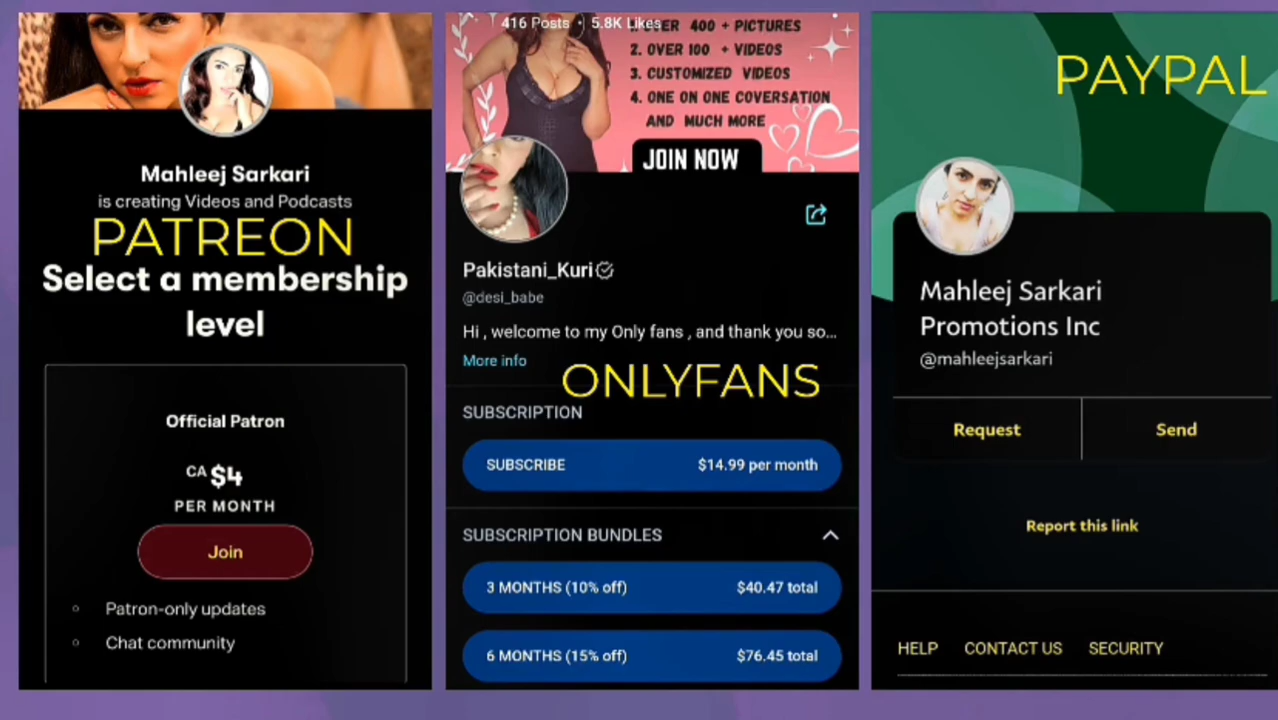 Mahleej Sarkari
is creating Videos and Podcasts
PATREON
Select a membership
level
Official Patron
CA $4
PER MONTH
Join
Patron-only updates
Chat community
416 Posts • 5.8K Likes
1. OVER 400 + PICTURES
2. OVER 100 + VIDEOS
3. CUSTOMIZED VIDEOS
4. ONE ON ONE COVERSATION
AND MUCH MORE
JOIN NOW
Pakistani_Kuri
@desi_babe
Hi , welcome to my Only fans , and thank you so...
More info
ONLYFANS
SUBSCRIPTION
SUBSCRIBE $14.99 per month
SUBSCRIPTION BUNDLES
3 MONTHS (10% off) $40.47 total
6 MONTHS (15% off) $76.45 total
PAYPAL
Mahleej Sarkari
Promotions Inc
@mahleejsarkari
Request Send
Report this link
HELP CONTACT US SECURITY